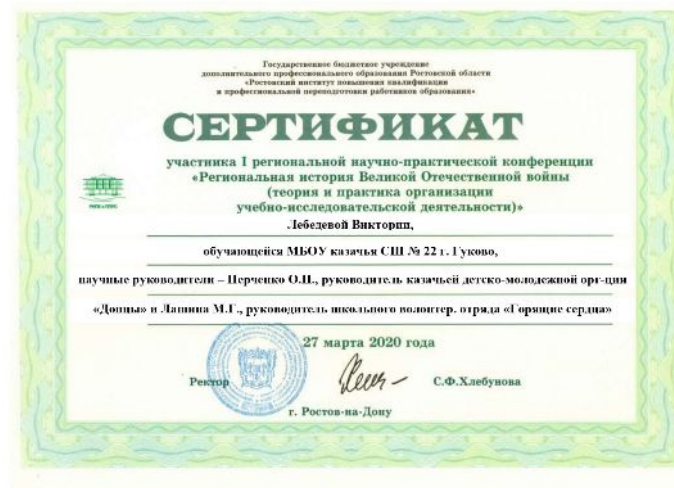 Государственное бюджетное учреждение
дополнительного профессионального образования Ростовской области
«Ростовский институт повышения квалификации
и профессиональной переподготовки работников образования»
СЕРТИФИКАТ
участника I региональной научно-практической конференции
«Региональная история Великой Отечественной войны
(теория и практика организации
учебно-исследовательской деятельности)»
Лебедевой Виктории,
обучающейся МБОУ казачья СШ № 22 г. Гуково,
научные руководители – Перченко О.П., руководитель казачьей детско-молодежной орг-ции
«Донцы» и Лашина М.Г., руководитель школьного волонтер. отряда «Горящие сердца»
27 марта 2020 года
Ректор
С.Ф.Хлебунова
г. Ростов-на-Дону